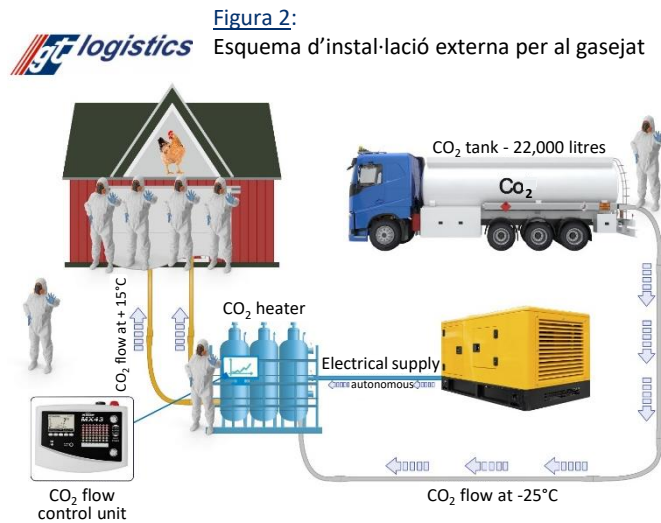 Figura 2:
Esquema d'instal·lació externa per al gasejat
gt logistics
CO₂ tank - 22,000 litres
Co₂
CO₂ heater
CO₂ flow at + 15°C
Electrical supply
autonomous
MX43
CO₂ flow
control unit
CO₂ flow at -25°C